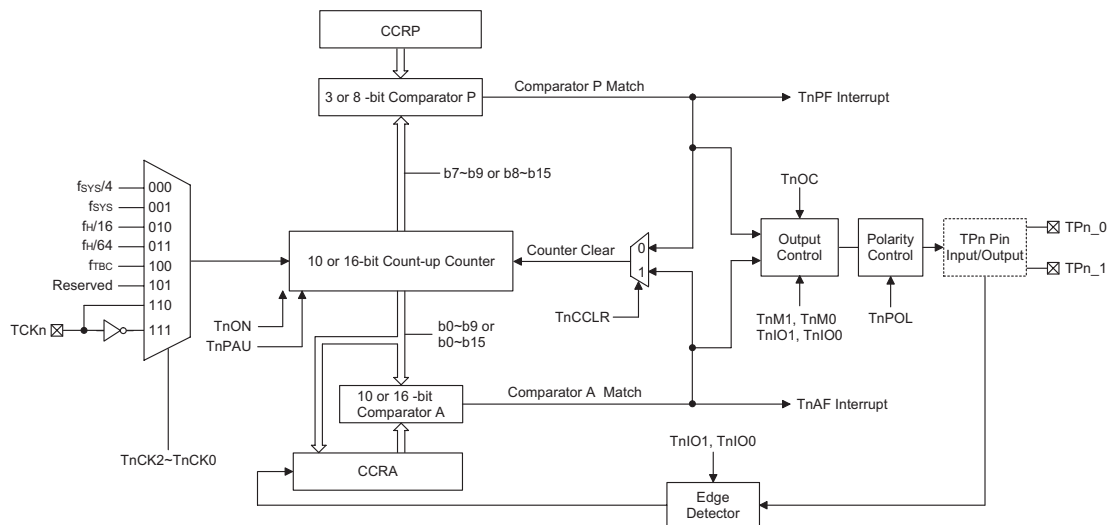 CCRP
3 or 8 -bit Comparator P
Comparator P Match
TnPF Interrupt
b7~b9 or b8~b15
fSYS/4
000
fSYS
001
fH/16
010
fH/64
011
fTBC
100
Reserved
101
110
TCKn
111
TnCK2~TnCK0
10 or 16-bit Count-up Counter
TnON
TnPAU
Counter Clear
0
1
TnCCLR
TnOC
Output
Control
TnM1, TnM0
TnIO1, TnIO0
Polarity
Control
TnPOL
TPn Pin
Input/Output
TPn_0
TPn_1
b0~b9 or
b0~b15
10 or 16 -bit
Comparator A
Comparator A Match
TnAF Interrupt
CCRA
TnIO1, TnIO0
Edge
Detector